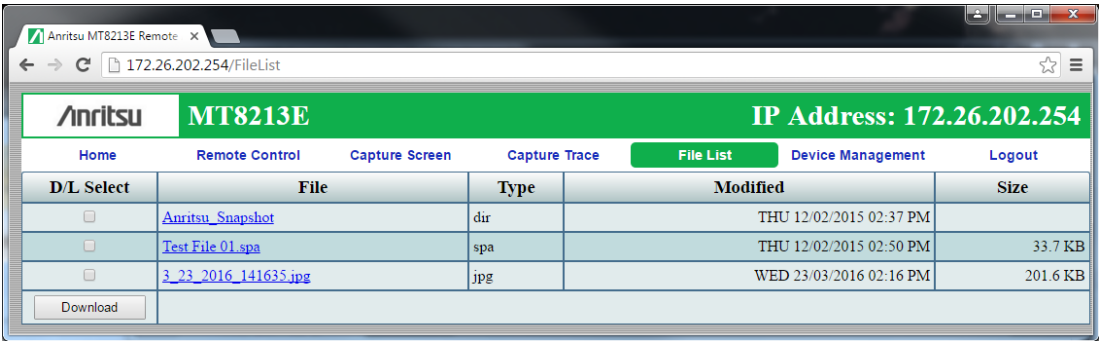 Anritsu MT8213E Remote
172.26.202.254/FileList
Anritsu MT8213E IP Address: 172.26.202.254
Home Remote Control Capture Screen Capture Trace File List Device Management Logout
D/L Select File Type Modified Size
Anritsu_Snapshot dir THU 12/02/2015 02:37 PM
Test File 01.spa spa THU 12/02/2015 02:50 PM 33.7 KB
3_23_2016_141635.jpg jpg WED 23/03/2016 02:16 PM 201.6 KB
Download